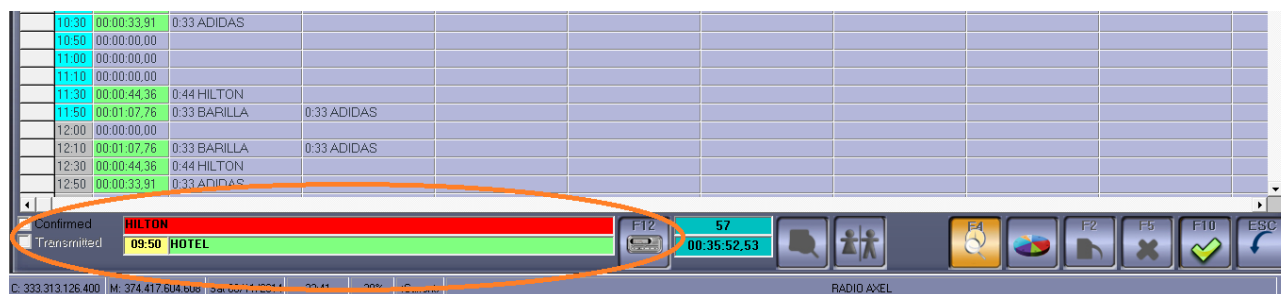 10:30 00:00:33,91 0:33 ADIDAS
10:50 00:00:00,00
11:00 00:00:00,00
11:10 00:00:00,00
11:30 00:00:44,36 0:44 HILTON
11:50 00:01:07,76 0:33 BARILLA 0:33 ADIDAS
12:00 00:00:00,00
12:10 00:01:07,76 0:33 BARILLA 0:33 ADIDAS
12:30 00:00:44,36 0:44 HILTON
12:50 00:00:33,91 0:33 ADIDAS
Confirmed HILTON F12 57 F4 F2 F5 F10 ESC
Transmitted 09:50 HOTEL 00:35:52,53
C: 333.313.126.400 M: 374.417.604.608 RADIO AXEL